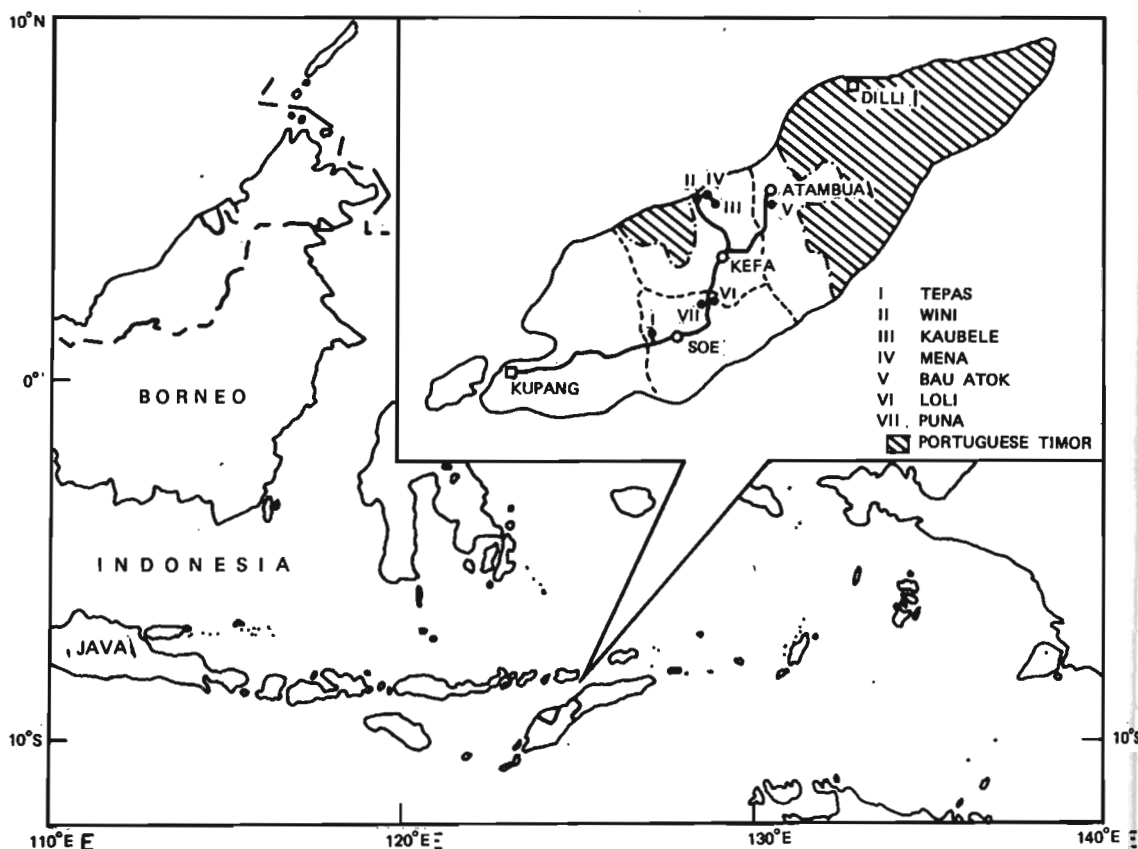 10°N
0°
10°S
10°S
110°E E
120°E
130°E
140°E
BORNEO
INDONESIA
JAVA
DILLI
II IV
ATAMBUA
III
V
KEFA
VI
VII
I
SOE
KUPANG
I TEPAS
II WINI
III KAUBELE
IV MENA
V BAU ATOK
VI LOLI
VII PUNA
PORTUGUESE TIMOR